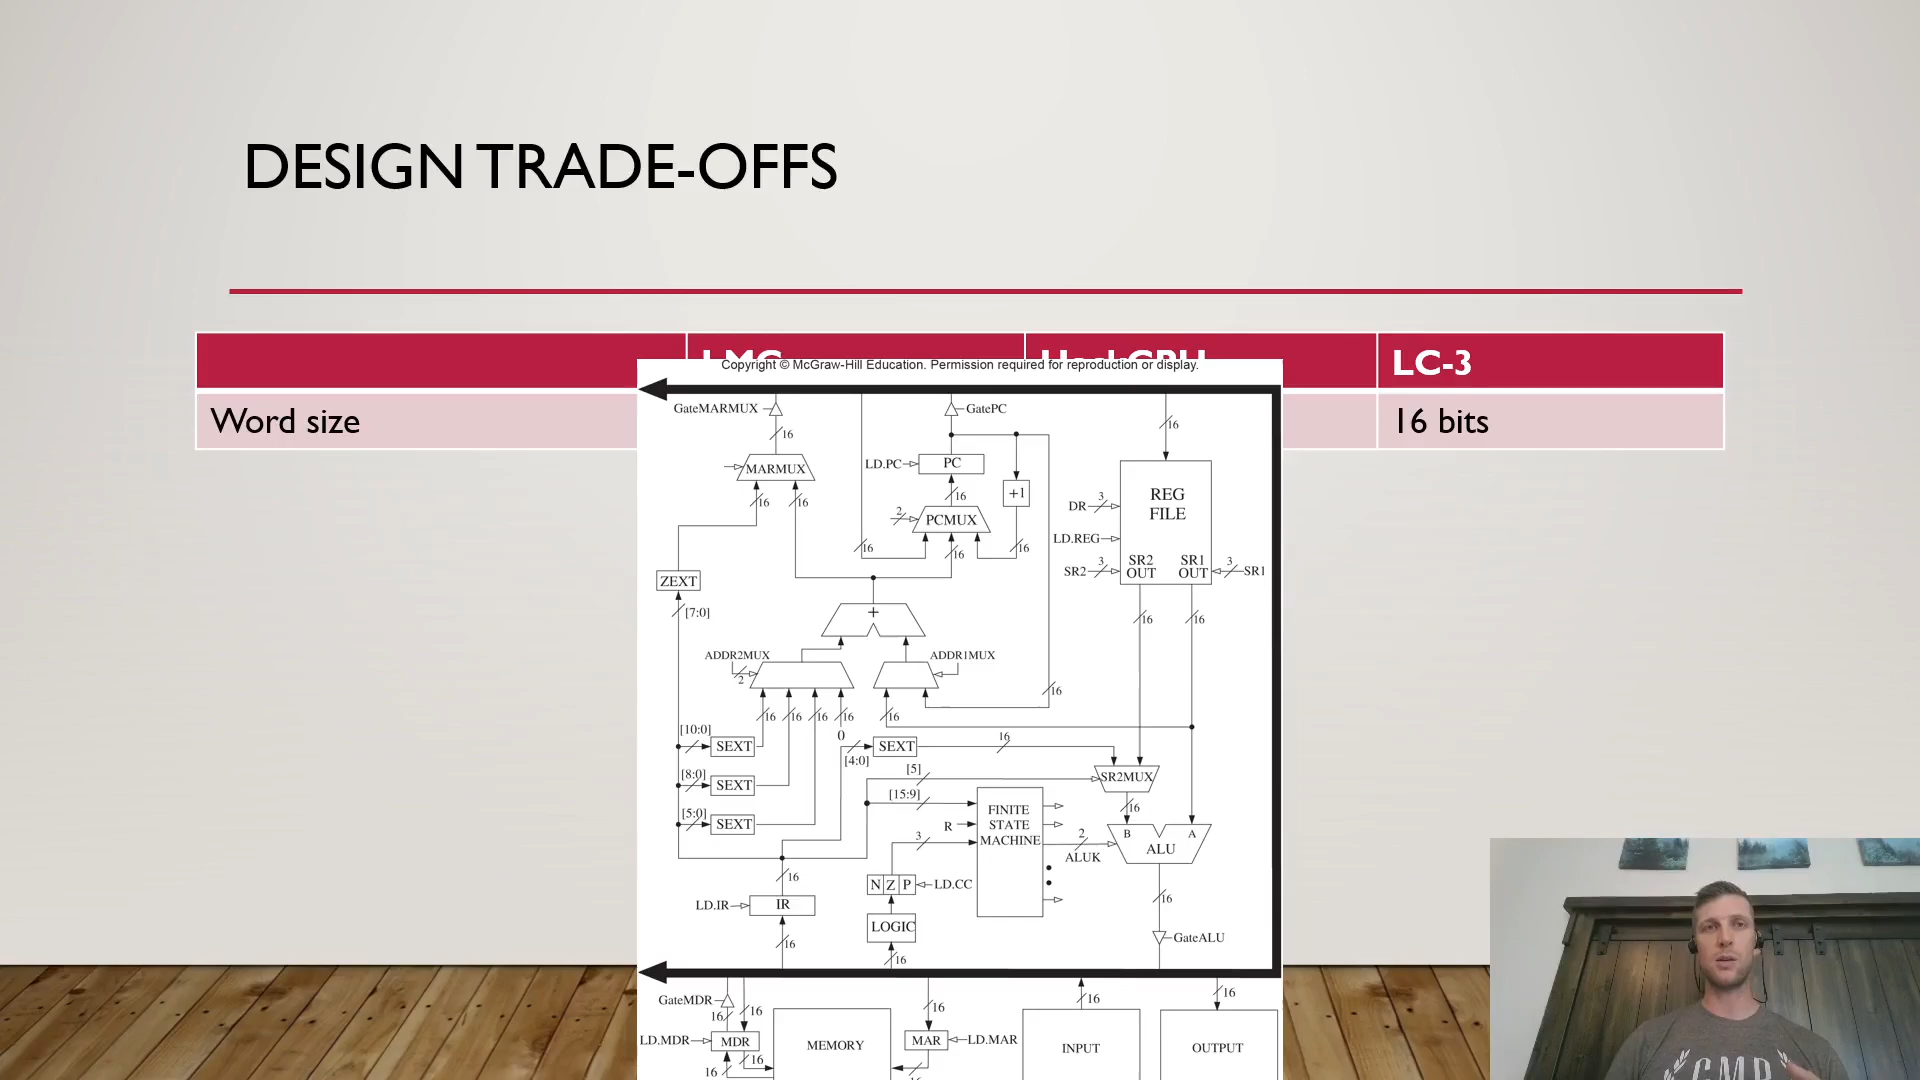 DESIGN TRADE-OFFS
LC-3
Word size
16 bits
Copyright © McGraw-Hill Education. Permission required for reproduction or display.
GateMARMUX
GatePC
16
16
LD.PC
PC
MARMUX
+1
REG
FILE
16
16
16
DR
3
2
PCMUX
LD.REG
16
16
16
SR2
3
SR2
OUT
SR1
OUT
3
SR1
ZEXT
[7:0]
+
16
16
ADDR2MUX
ADDR1MUX
2
16
16
16
16
16
16
[10:0]
0
SEXT
[4:0]
SEXT
16
[8:0]
SEXT
[5]
SR2MUX
[15:9]
16
[5:0]
SEXT
FINITE
STATE
MACHINE
R
3
2
ALUK
B
A
ALU
16
N Z P
LD.CC
LD.IR
IR
16
LOGIC
GateALU
16
16
GateMDR
16
16
16
16
16
LD.MDR
MDR
MEMORY
MAR
LD.MAR
INPUT
OUTPUT
16
16
GMR